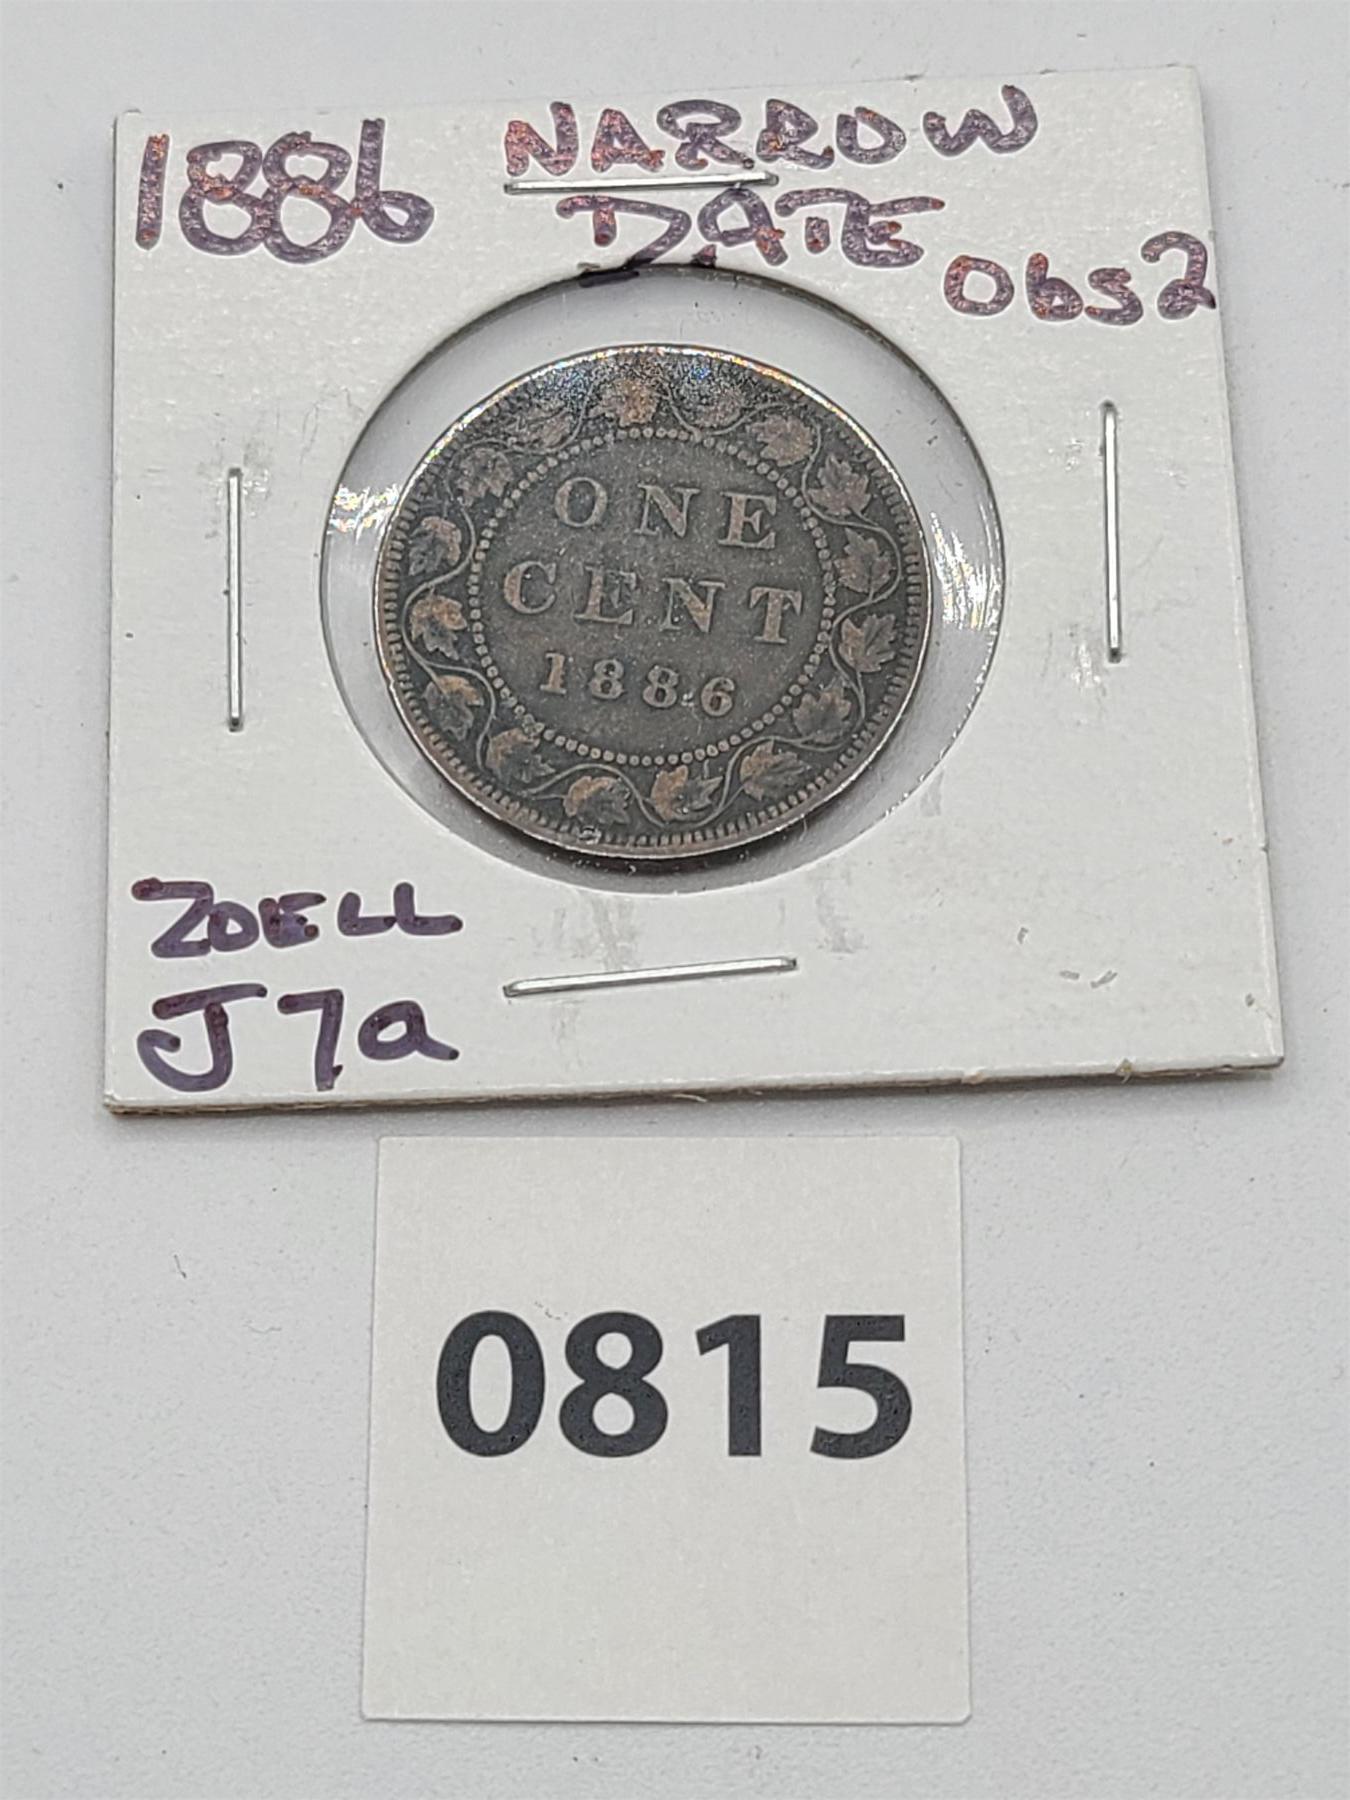 1886 NARROW
DATE
Obs2
ONE
CENT
1886
ZOELL
J7a
0815